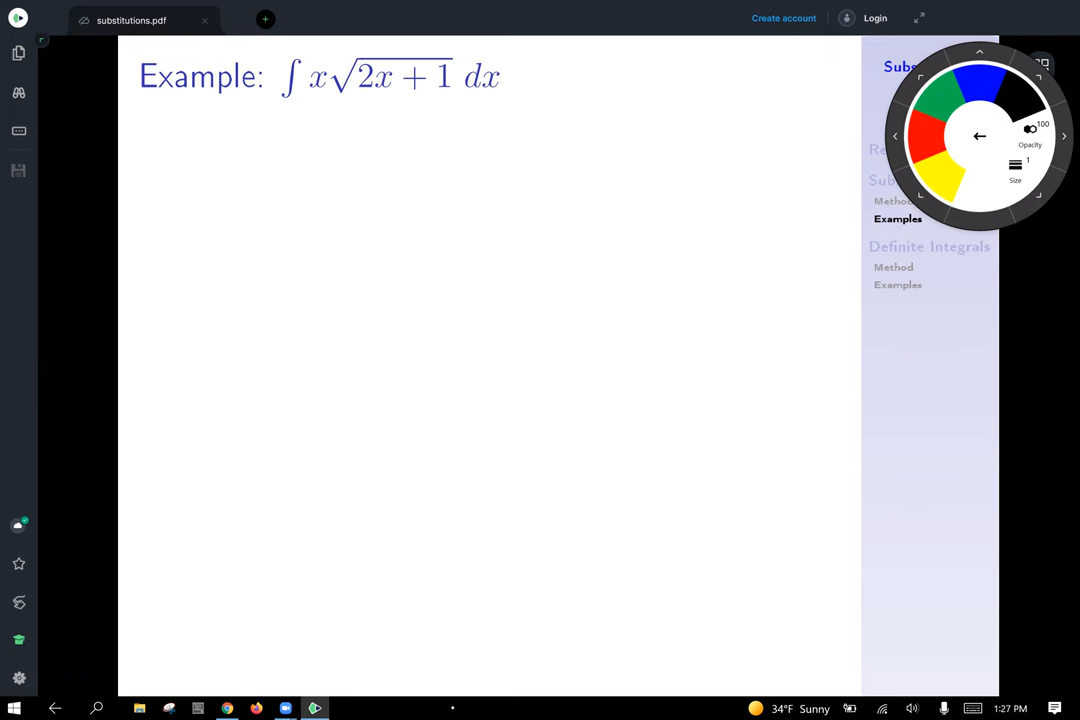 substitutions.pdf
+
Create account
Login
Example: ∫ x√(2x + 1) dx
Subs
100
Opacity
1
Size
Sub
Examples
Definite Integrals
Method
Examples
34°F Sunny
1:27 PM